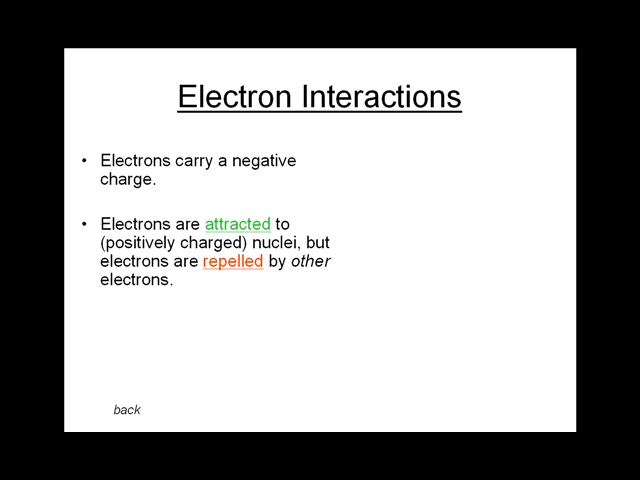 Electron Interactions
• Electrons carry a negative
charge.
• Electrons are attracted to
(positively charged) nuclei, but
electrons are repelled by other
electrons.
back